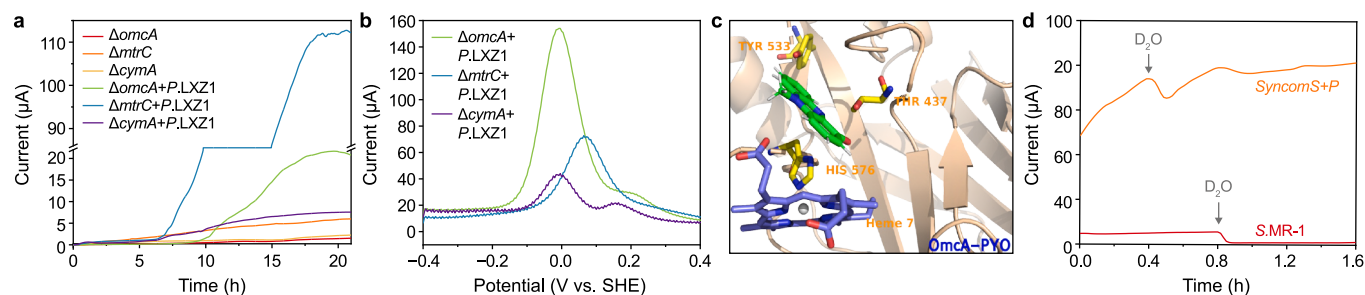 a
110
100
90
20
15
10
5
0
Current (μA)
0 5 10 15 20
Time (h)
ΔomcA
ΔmtrC
ΔcymA
ΔomcA+P.LXZ1
ΔmtrC+P.LXZ1
ΔcymA+P.LXZ1
b
160
140
120
100
80
60
40
20
0
Current (μA)
−0.4 −0.2 0.0 0.2 0.4
Potential (V vs. SHE)
ΔomcA+
P.LXZ1
ΔmtrC+
P.LXZ1
ΔcymA+
P.LXZ1
c
TYR 533
THR 437
HIS 576
Heme 7
OmcA-PYO
d
100
80
60
20
0
Current (μA)
0.0 0.4 0.8 1.2 1.6
Time (h)
D₂O
SyncomS+P
D₂O
S.MR-1